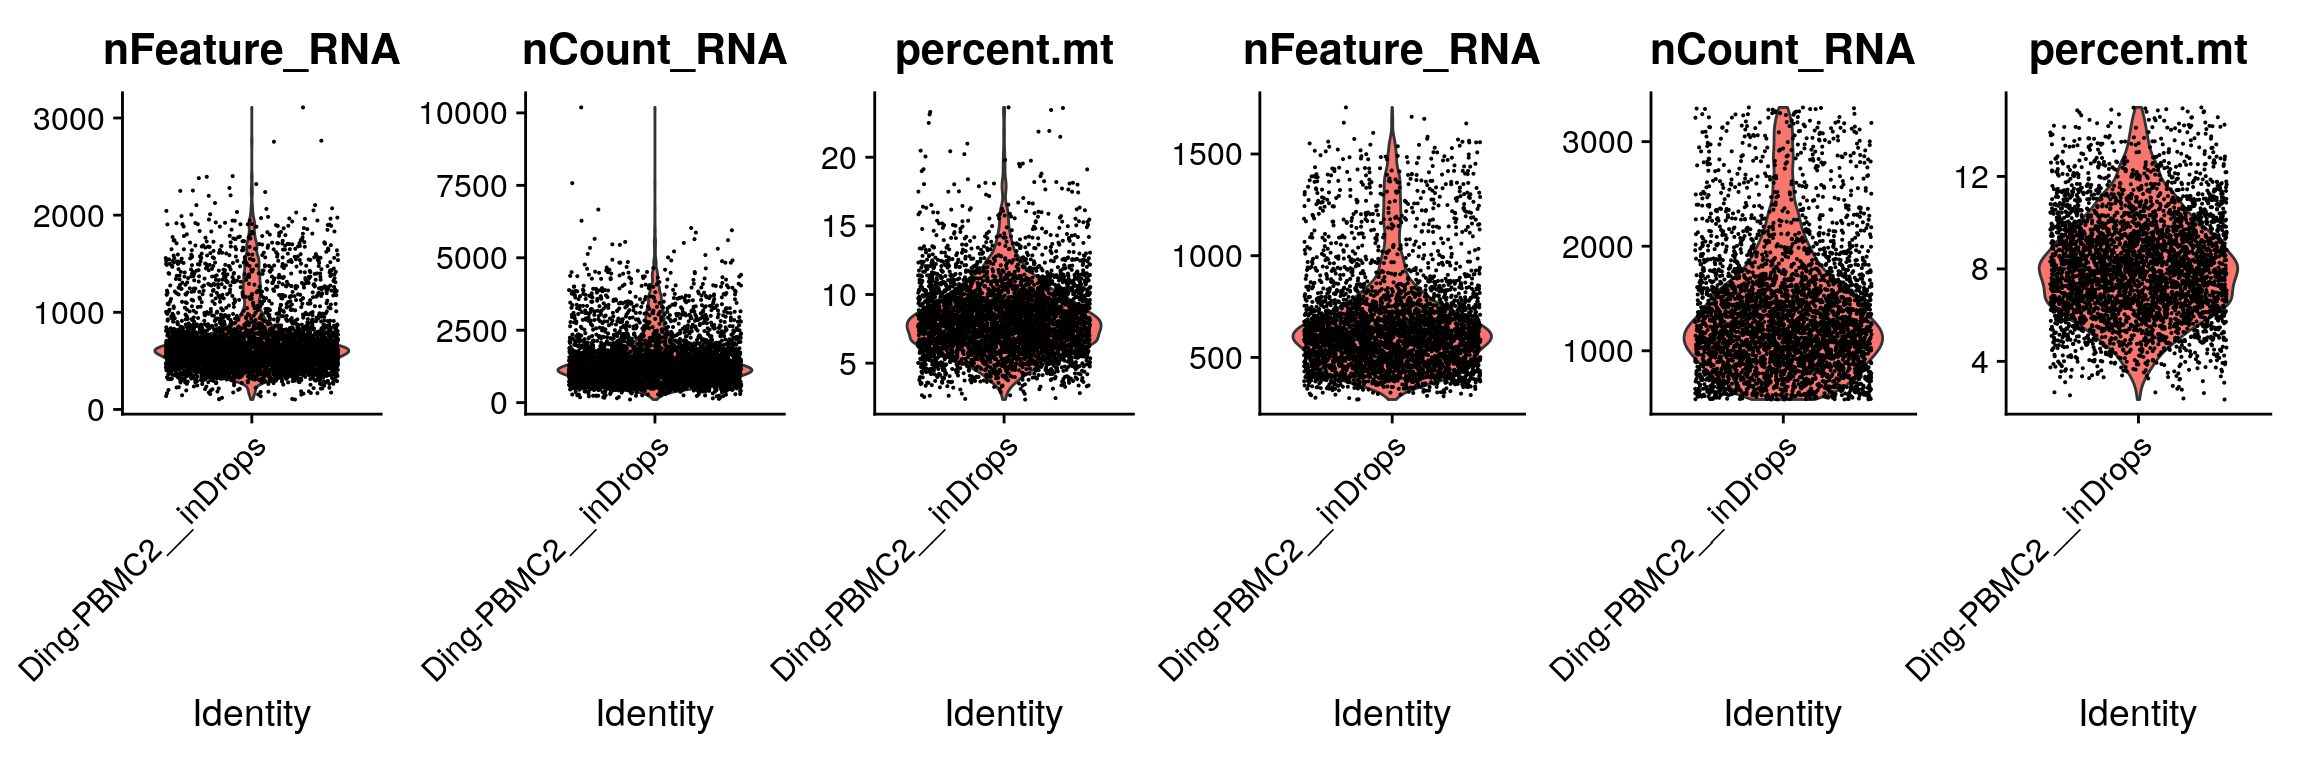 nFeature_RNA
3000
2000
1000
0
Ding-PBMC2__inDrops
Identity
nCount_RNA
10000
7500
5000
2500
0
Ding-PBMC2__inDrops
Identity
percent.mt
20
15
10
5
Ding-PBMC2__inDrops
Identity
nFeature_RNA
1500
1000
500
Ding-PBMC2__inDrops
Identity
nCount_RNA
3000
2000
1000
Ding-PBMC2__inDrops
Identity
percent.mt
12
8
4
Ding-PBMC2__inDrops
Identity